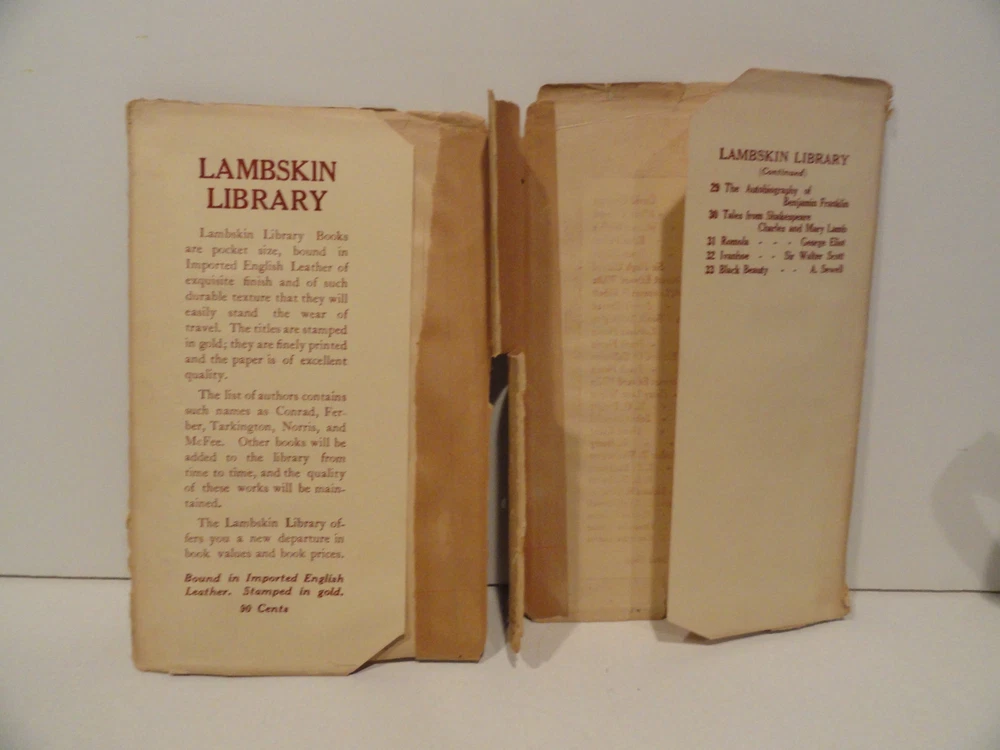 LAMBSKIN
LIBRARY
Lambskin Library Books
are pocket size, bound in
Imported English Leather of
exquisite finish and of such
durable texture that they will
easily stand the wear of
travel. The titles are stamped
in gold; they are finely printed
and the paper is of excellent
quality.
The list of authors contains
such names as Conrad, Fer-
ber, Tarkington, Norris, and
McFee. Other books will be
added to the library from
time to time, and the quality
of these works will be main-
tained.
The Lambskin Library of-
fers you a new departure in
book values and book prices.
Bound in Imported English
Leather. Stamped in gold.
90 Cents
LAMBSKIN LIBRARY
(Continued)
29 The Autobiography of
Benjamin Franklin
30 Tales from Shakespeare
Charles and Mary Lamb
31 Romola - - - George Eliot
32 Ivanhoe - - Sir Walter Scott
33 Black Beauty - - A. Sewell